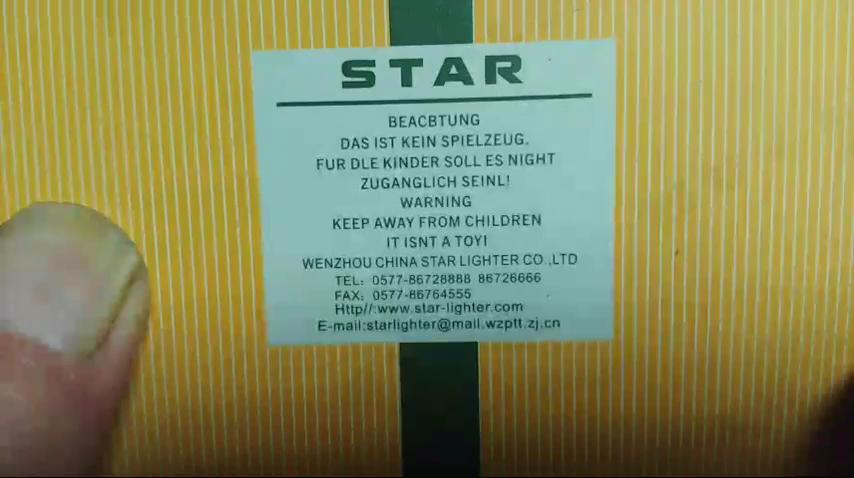 STAR
BEACBTUNG
DAS IST KEIN SPIELZEUG.
FUR DLE KINDER SOLL ES NIGHT
ZUGANGLICH SEINL!
WARNING
KEEP AWAY FROM CHILDREN
IT ISNT A TOYI
WENZHOU CHINA STAR LIGHTER CO.,LTD
TEL: 0577-86728888 86726666
FAX: 0577-86764555
Http//:www.star-lighter.com
E-mail:starlighter@mail.wzptt.zj.cn